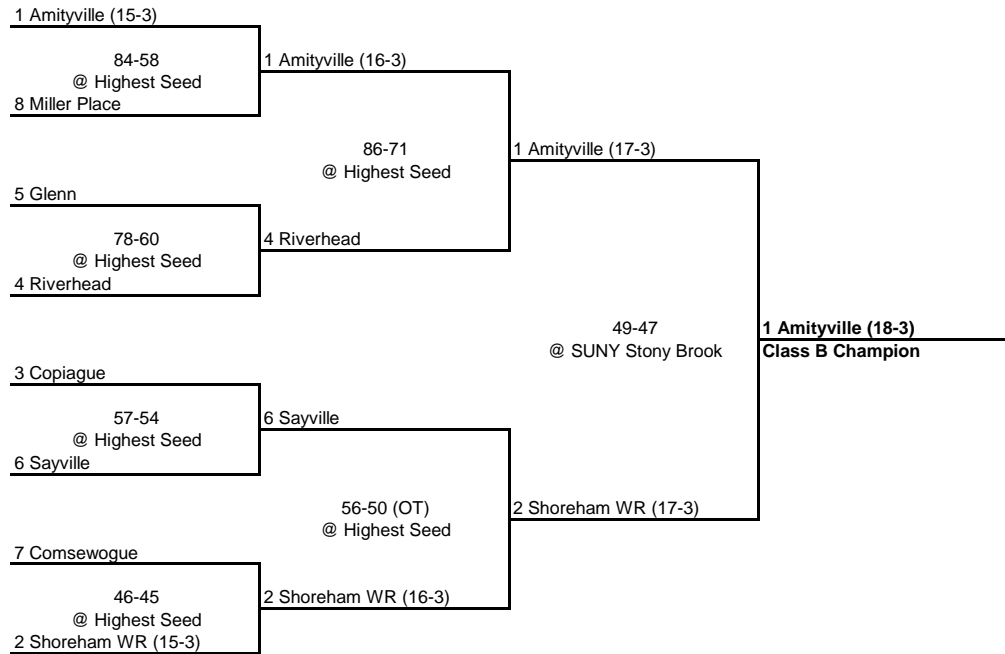 1 Amityville (15-3)
84-58
@ Highest Seed
8 Miller Place
1 Amityville (16-3)
86-71
@ Highest Seed
5 Glenn
78-60
@ Highest Seed
4 Riverhead
4 Riverhead
1 Amityville (17-3)
49-47
@ SUNY Stony Brook
1 Amityville (18-3)
Class B Champion
3 Copiague
57-54
@ Highest Seed
6 Sayville
6 Sayville
56-50 (OT)
@ Highest Seed
2 Shoreham WR (17-3)
7 Comsewogue
46-45
@ Highest Seed
2 Shoreham WR (15-3)
2 Shoreham WR (16-3)